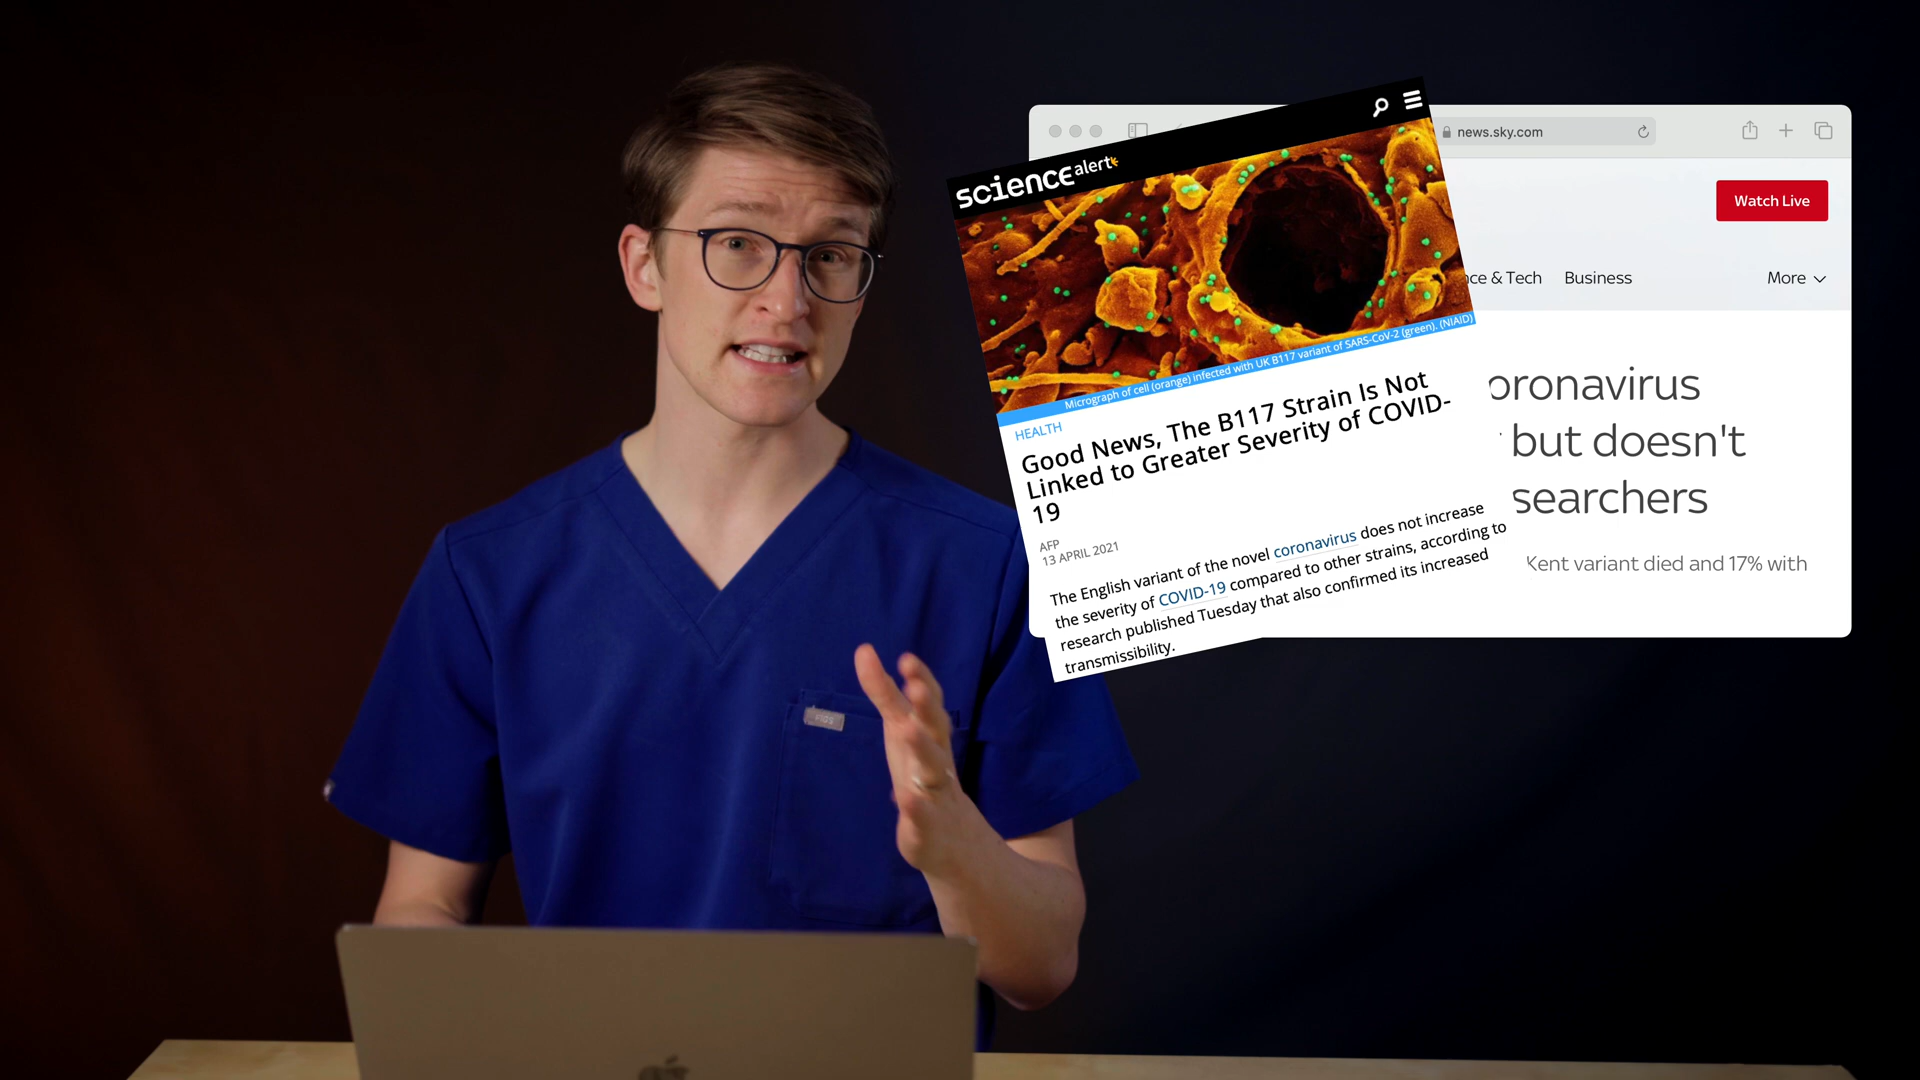 science alert
Micrograph of cell (orange) infected with UK B117 variant of SARS-CoV-2 (green). (NIAID)
HEALTH
Good News, The B117 Strain Is Not
Linked to Greater Severity of COVID-
19
AFP
13 APRIL 2021
The English variant of the novel coronavirus does not increase
the severity of COVID-19 compared to other strains, according to
research published Tuesday that also confirmed its increased
transmissibility.
news.sky.com
Watch Live
nce & Tech Business More
oronavirus
but doesn't
searchers
Kent variant died and 17% with